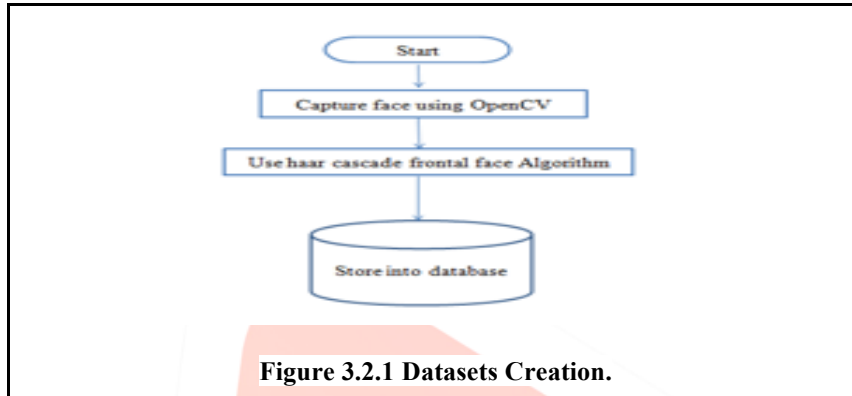 Start
Capture face using OpenCV
Use haar cascade frontal face Algorithm
Store into database
Figure 3.2.1 Datasets Creation.